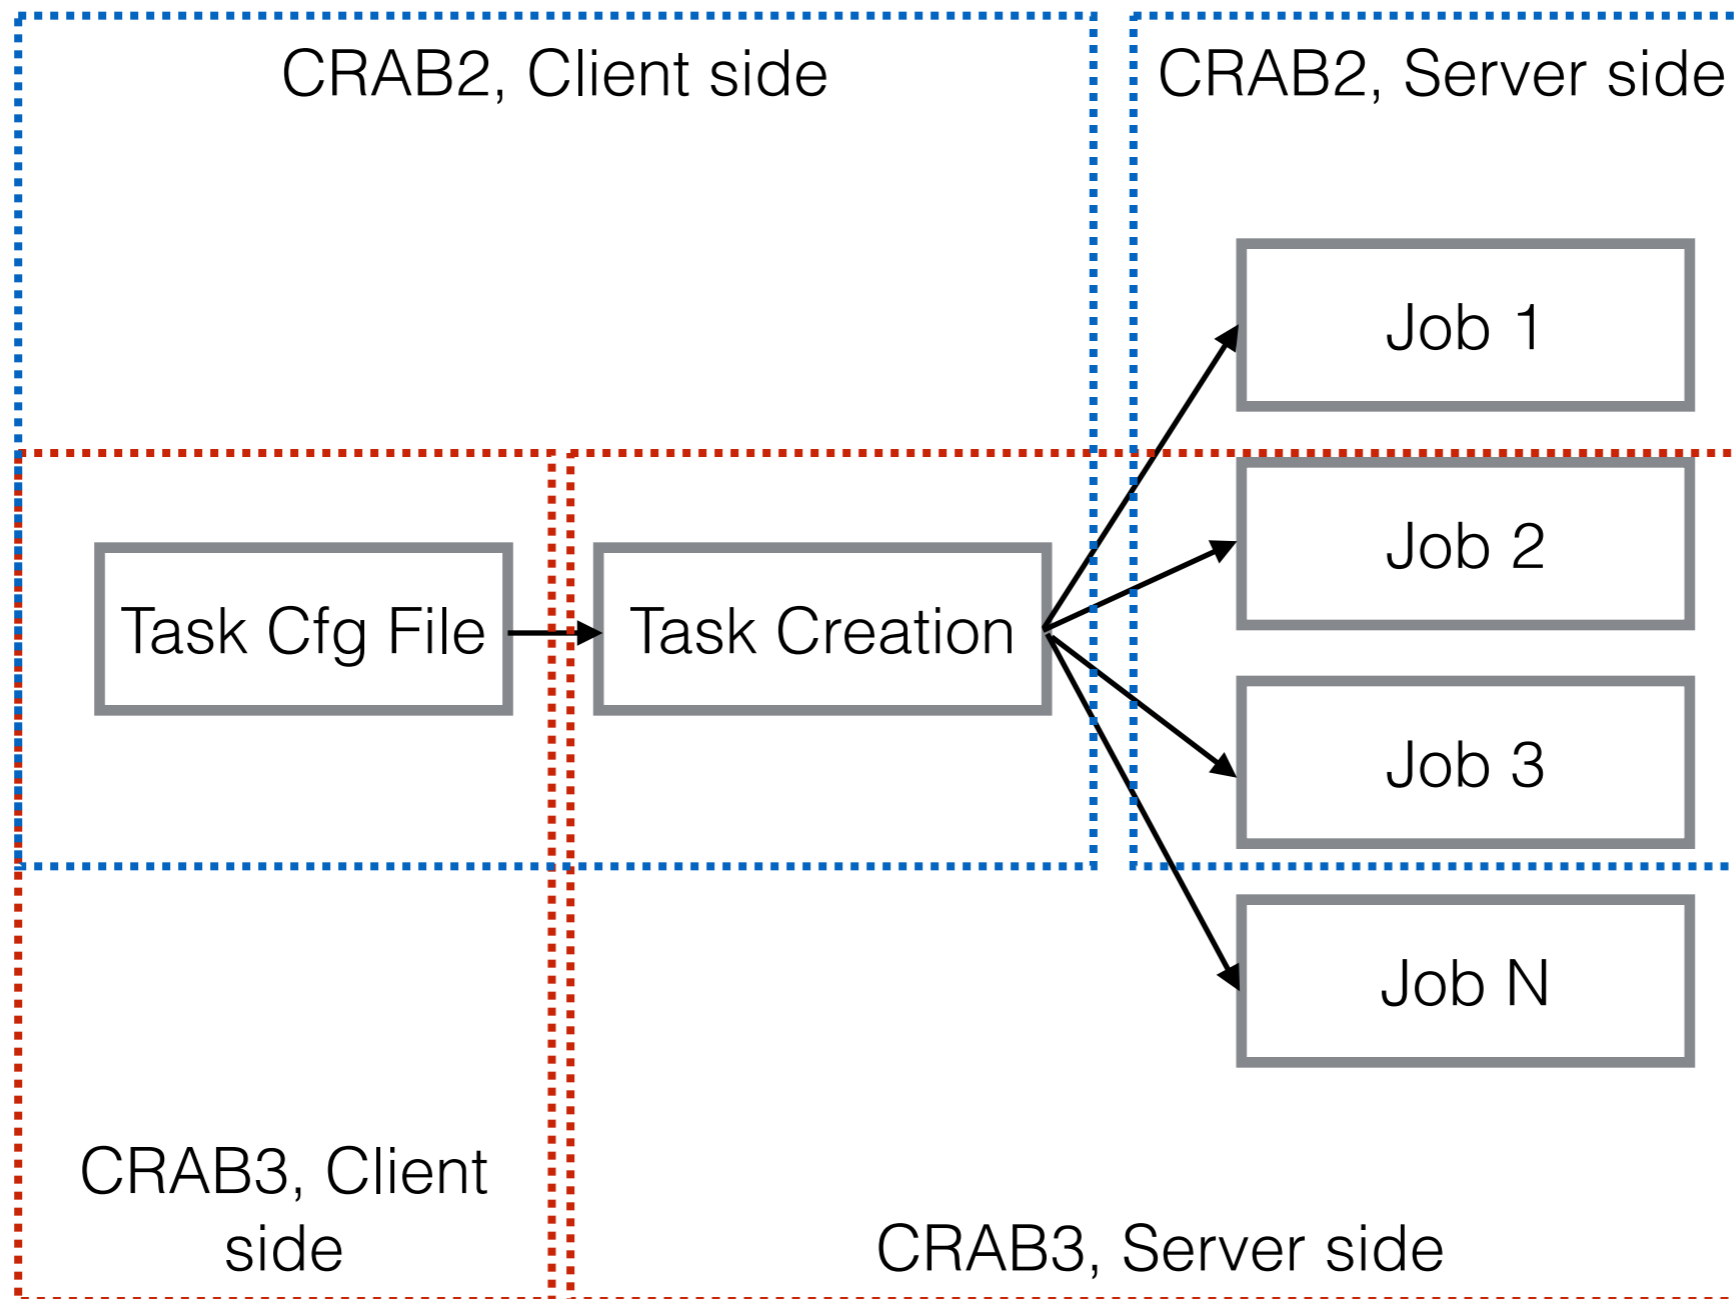 CRAB2, Client side
CRAB2, Server side
Job 1
Job 2
Task Cfg File
Task Creation
Job 3
Job N
CRAB3, Client
side
CRAB3, Server side